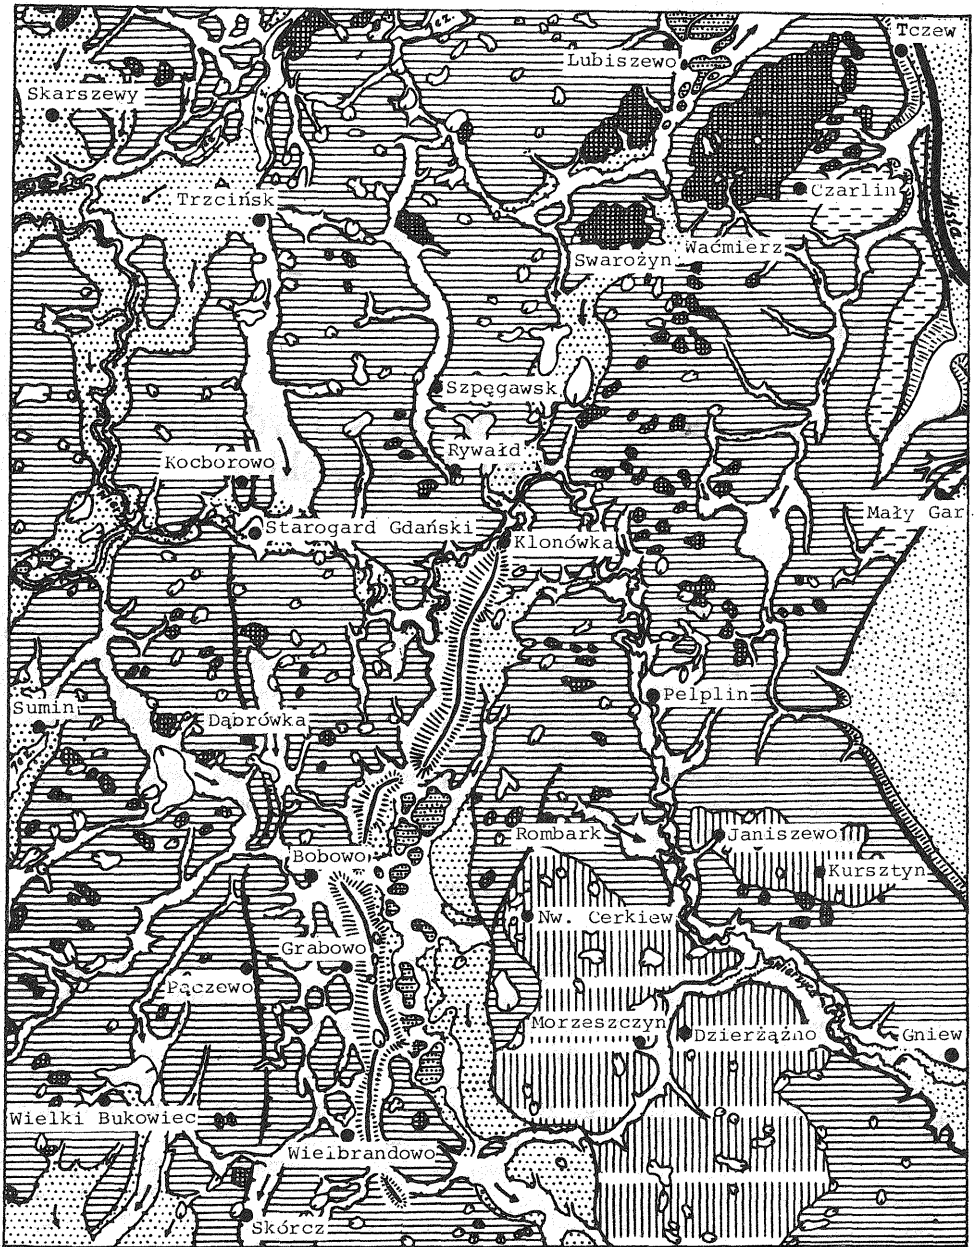 Tczew
Lubiszewo
Skarszewy
Czarlin
Trzcińsk
Wisła
Waćmierz
Swarożyn
Szpęgawsk
Rywałd
Kocborowo
Mały Gar
Starogard Gdański
Klonówka
Pelplin
Sumin
Dąbrówka
Rombark
Janiszewo
Bobowo
Kursztyn
Nw. Cerkiew
Grabowo
Pączewo
Morzeszczyn
Dzierżążno
Gniew
Wielki Bukowiec
Wielbrandowo
Skórcz